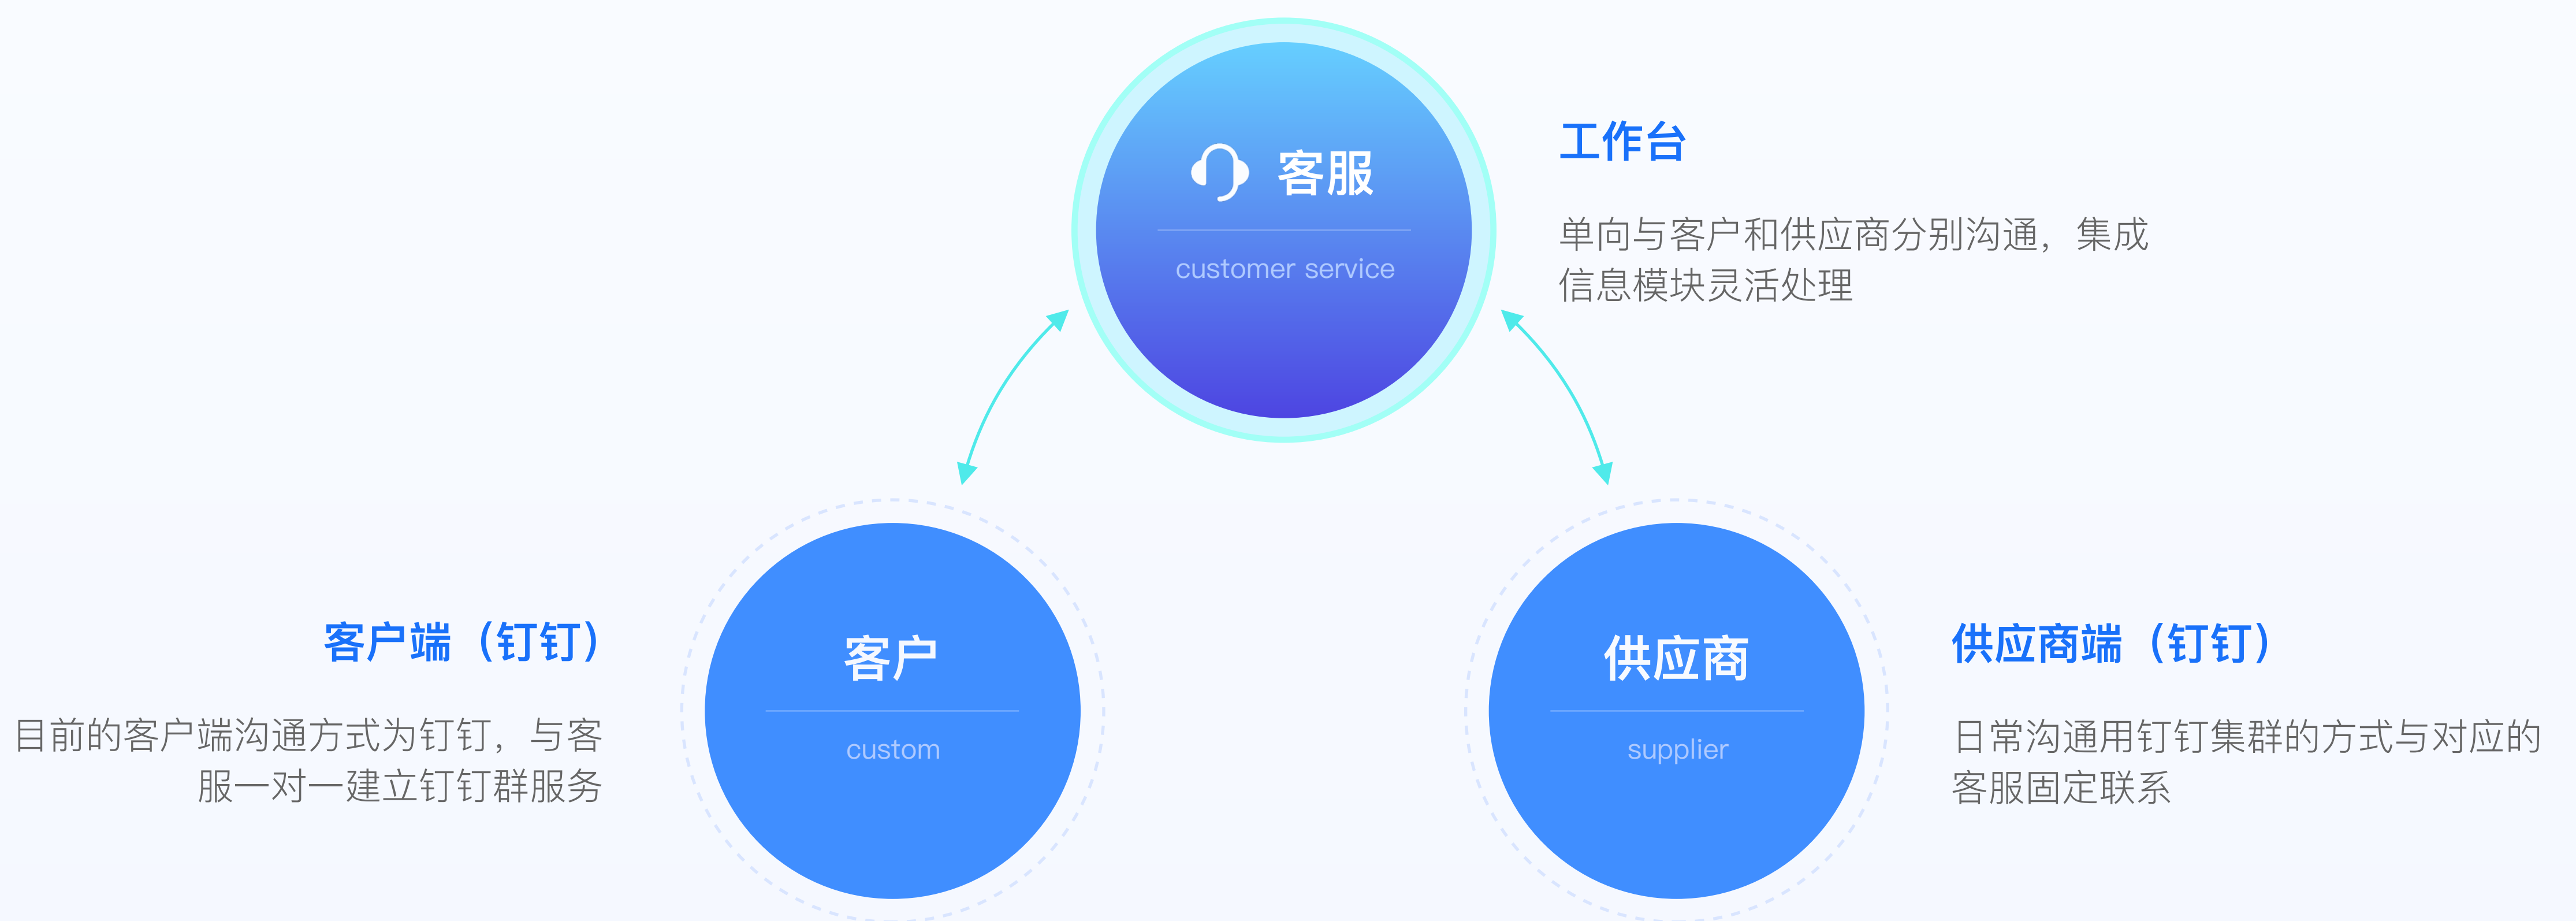 客服
customer service
工作台
单向与客户和供应商分别沟通，集成
信息模块灵活处理
客户端（钉钉）
目前的客户端沟通方式为钉钉，与客
服一对一建立钉钉群服务
客户
custom
供应商
supplier
供应商端（钉钉）
日常沟通用钉钉集群的方式与对应的
客服固定联系